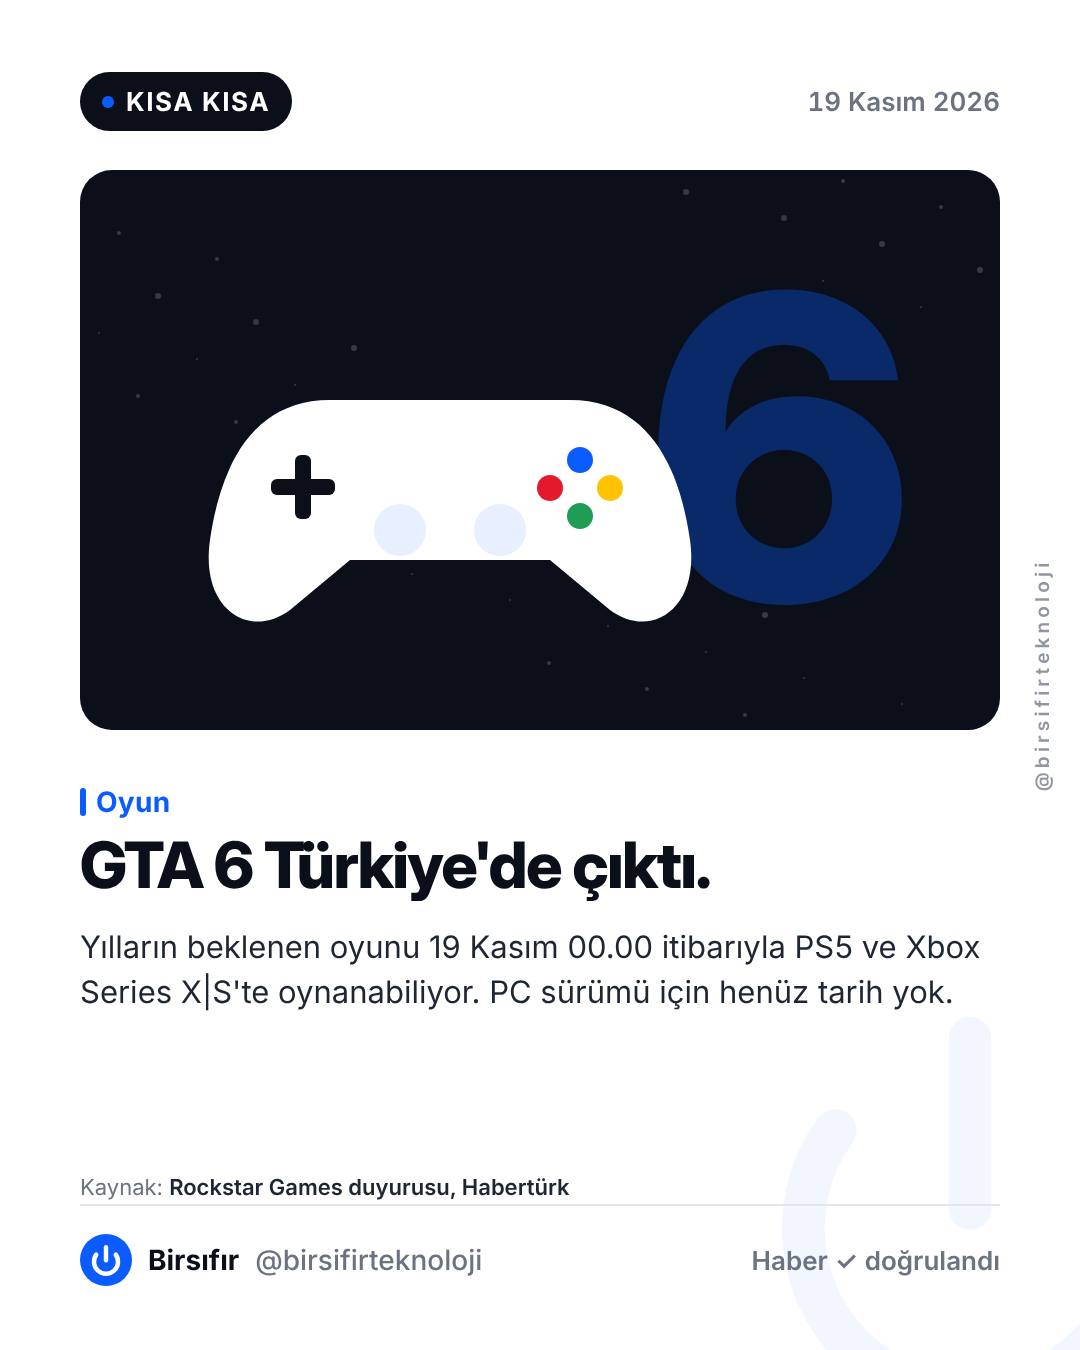 KISA KISA
19 Kasım 2026
6
@birsifirteknoloji
Oyun
GTA 6 Türkiye'de çıktı.
Yılların beklenen oyunu 19 Kasım 00.00 itibarıyla PS5 ve Xbox
Series X|S'te oynanabiliyor. PC sürümü için henüz tarih yok.
Kaynak: Rockstar Games duyurusu, Habertürk
Birsıfır @birsifirteknoloji
Haber ✓ doğrulandı